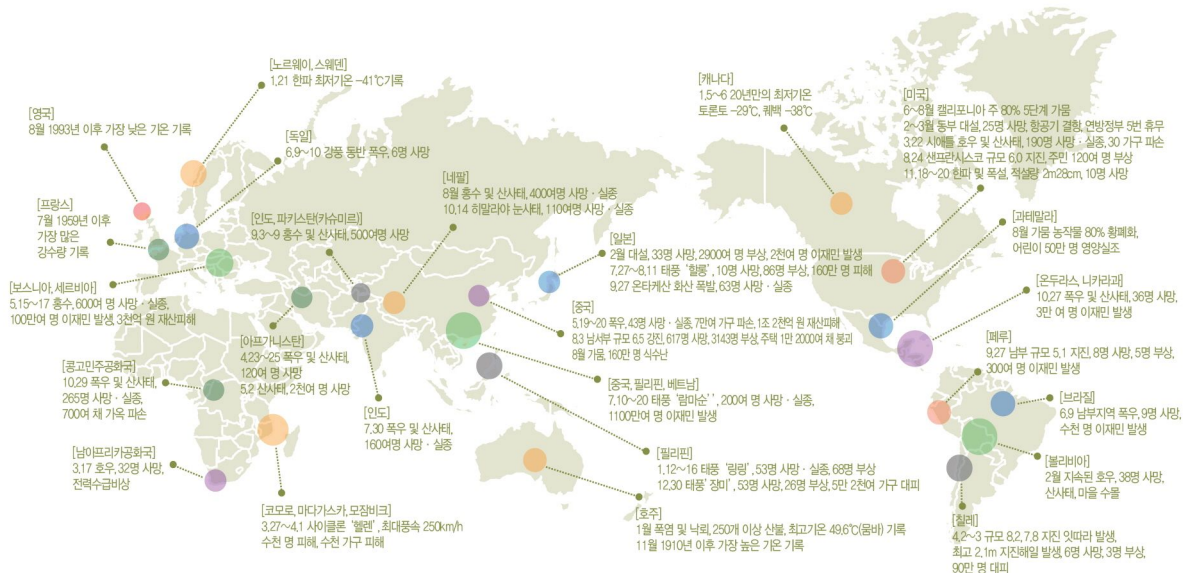 [노르웨이, 스웨덴]
1.21 한파 최저기온 -41℃기록
[영국]
8월 1993년 이후 가장 낮은 기온 기록
[독일]
6.9~10 강풍 동반 폭우, 6명 사망
[프랑스]
7월 1959년 이후
가장 많은
강수량 기록
[보스니아, 세르비아]
5.15~17 홍수, 600여 명 사망·실종,
100만여 명 이재민 발생, 3천억 원 재산피해
[인도, 파키스탄(카슈미르)]
9.3~9 홍수 및 산사태, 500여명 사망
[네팔]
8월 홍수 및 산사태, 400여명 사망·실종
10.14 히말라야 눈사태, 110여명 사망·실종
[아프가니스탄]
4.23~25 폭우 및 산사태,
120여 명 사망
5.2 산사태, 2천여 명 사망
[콩고민주공화국]
10.29 폭우 및 산사태,
265명 사망·실종,
700여 채 가옥 파손
[남아프리카공화국]
3.17 호우, 32명 사망,
전력수급비상
[코모로, 마다가스카, 모잠비크]
3.27~4.1 사이클론 '헬렌', 최대풍속 250km/h
수천 명 피해, 수천 가구 피해
[인도]
7.30 폭우 및 산사태,
160여명 사망·실종
[일본]
2월 대설, 33명 사망, 2900여 명 부상, 2천여 명 이재민 발생
7.27~8.11 태풍 '할롱', 10명 사망, 86명 부상, 160만 명 피해
9.27 온타케산 화산 폭발, 63명 사망·실종
[중국]
5.19~20 폭우, 43명 사망·실종, 7만여 가구 파손, 1조 2천억 원 재산피해
8.3 남서부 규모 6.5 강진, 617명 사망, 3143명 부상, 주택 1만 2000여 채 붕괴
8월 가뭄, 160만 명 식수난
[중국, 필리핀, 베트남]
7.10~20 태풍 '람마순'', 200여 명 사망·실종,
1100만여 명 이재민 발생
[필리핀]
1.12~16 태풍 '링링', 53명 사망·실종, 68명 부상
12.30 태풍' 장미', 53명 사망, 26명 부상, 5만 2천여 가구 대피
[호주]
1월 폭염 및 낙뢰, 250개 이상 산불, 최고기온 49.6℃(뭄바) 기록
11월 1910년 이후 가장 높은 기온 기록
[캐나다]
1.5~6 20년만의 최저기온
토론토 -29℃, 퀘백 -38℃
[미국]
6~8월 캘리포니아 주 80% 5단계 가뭄
2~3월 동부 대설, 25명 사망, 항공기 결항, 연방정부 5번 휴무
3.22 시애틀 호우 및 산사태, 190명 사망·실종, 30 가구 파손
8.24 샌프란시스코 규모 6.0 지진, 주민 120여 명 부상
11.18~20 한파 및 폭설, 적설량 2m28cm, 10명 사망
[과테말라]
8월 가뭄 농작물 80% 황폐화,
어린이 50만 명 영양실조
[온두라스, 니카라과]
10.27 폭우 및 산사태, 36명 사망,
3만 여 명 이재민 발생
[페루]
9.27 남부 규모 5.1 지진, 8명 사망, 5명 부상,
300여 명 이재민 발생
[브라질]
6.9 남부지역 폭우, 9명 사망,
수천 명 이재민 발생
[볼리비아]
2월 지속된 호우, 38명 사망,
산사태, 마을 수몰
[칠레]
4.2~3 규모 8.2, 7.8 지진 잇따라 발생,
최고 2.1m 지진해일 발생, 6명 사망, 3명 부상,
90만 명 대피